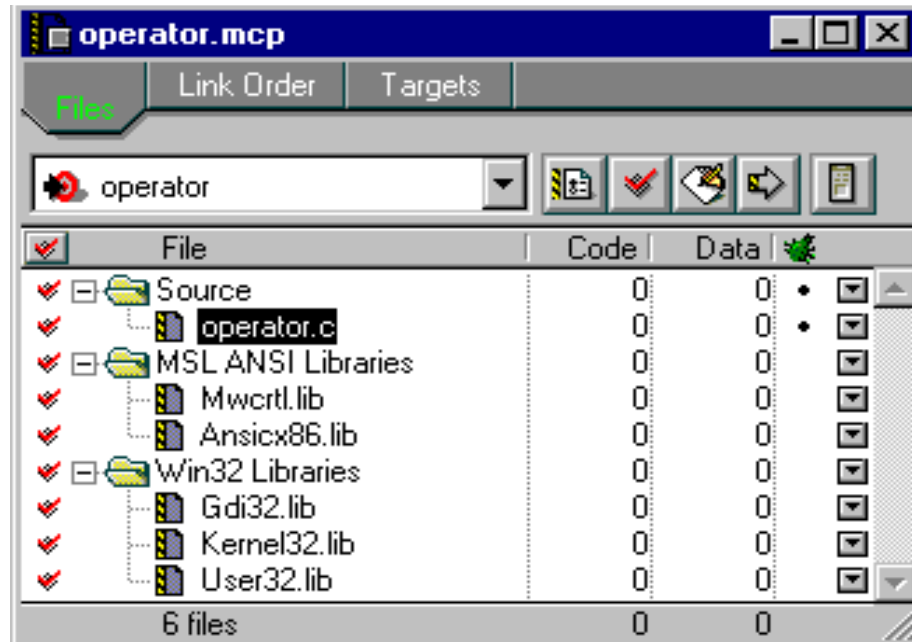 operator.mcp
Files Link Order Targets
operator
File Code Data
Source 0 0
operator.c 0 0
MSL ANSI Libraries 0 0
Mwcrtl.lib 0 0
Ansicx86.lib 0 0
Win32 Libraries 0 0
Gdi32.lib 0 0
Kernel32.lib 0 0
User32.lib 0 0
6 files 0 0